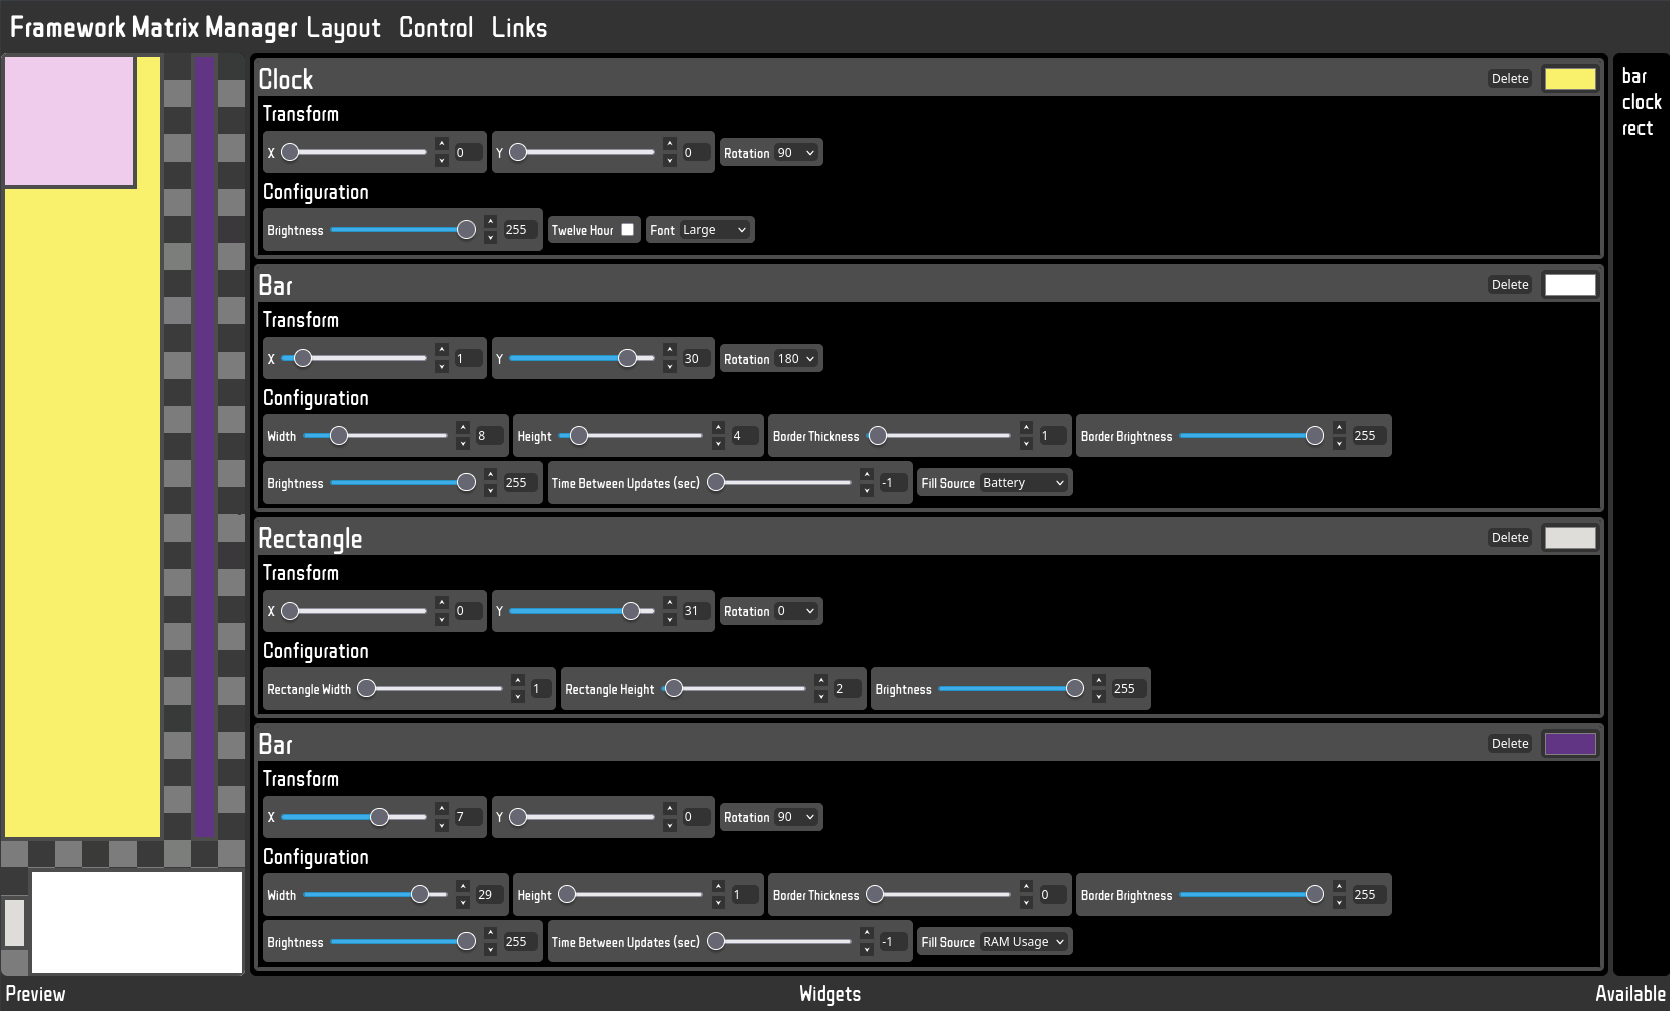 Framework Matrix Manager Layout Control Links
Clock Delete
Transform
X 0 Y 0 Rotation 90
Configuration
Brightness 255 Twelve Hour Font Large
Bar Delete
Transform
X 1 Y 30 Rotation 180
Configuration
Width 8 Height 4 Border Thickness 1 Border Brightness 255
Brightness 255 Time Between Updates (sec) -1 Fill Source Battery
Rectangle Delete
Transform
X 0 Y 31 Rotation 0
Configuration
Rectangle Width 1 Rectangle Height 2 Brightness 255
Bar Delete
Transform
X 7 Y 0 Rotation 90
Configuration
Width 29 Height 1 Border Thickness 0 Border Brightness 255
Brightness 255 Time Between Updates (sec) -1 Fill Source RAM Usage
bar
clock
rect
Preview Widgets Available